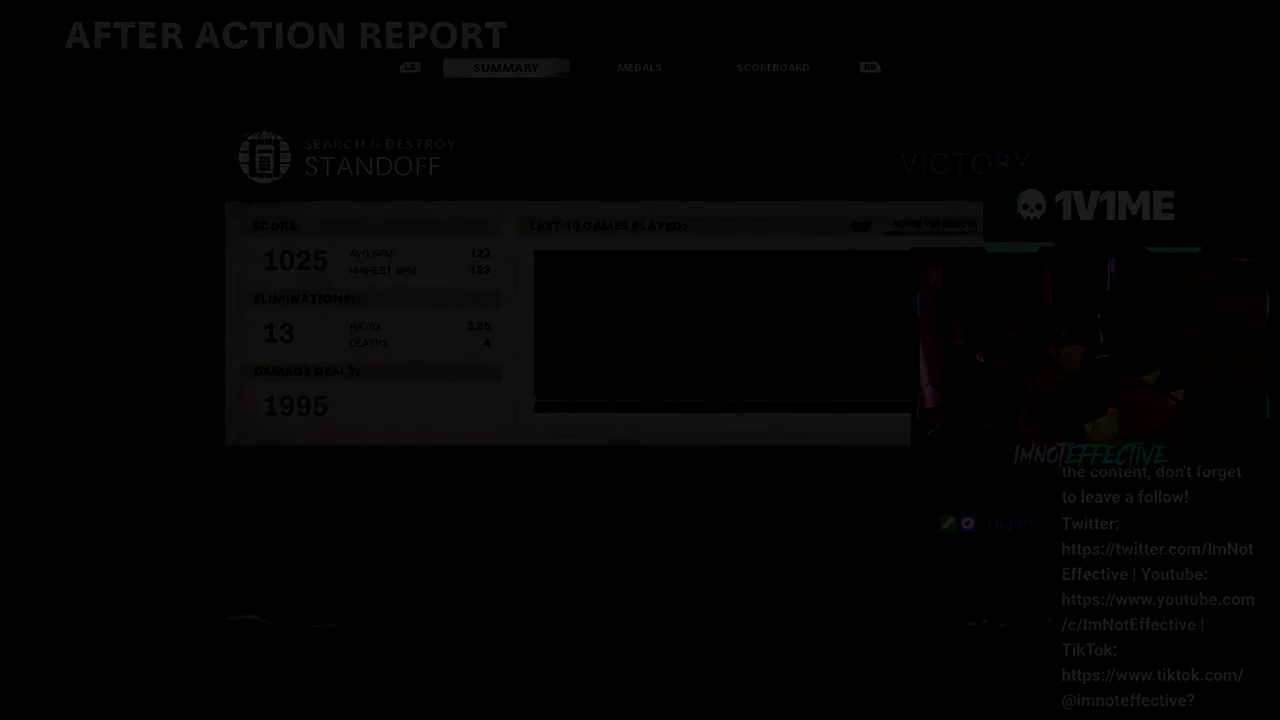 AFTER ACTION REPORT
SUMMARY
MEDALS
SCOREBOARD
SEARCH & DESTROY
STANDOFF
VICTORY
1V1ME
SCORE:
LAST 10 GAMES PLAYED:
SCORE PER MINUTE
1025
AVG SPM 123
HIGHEST SPM 123
ELIMINATIONS:
13
RATIO 3.25
DEATHS 4
DAMAGE DEALT:
1995
IMNOTEFFECTIVE
the content, don't forget
to leave a follow!
Twitter:
https://twitter.com/ImNot
Effective | Youtube:
https://www.youtube.com
/c/ImNotEffective |
TikTok:
https://www.tiktok.com/
@imnoteffective?